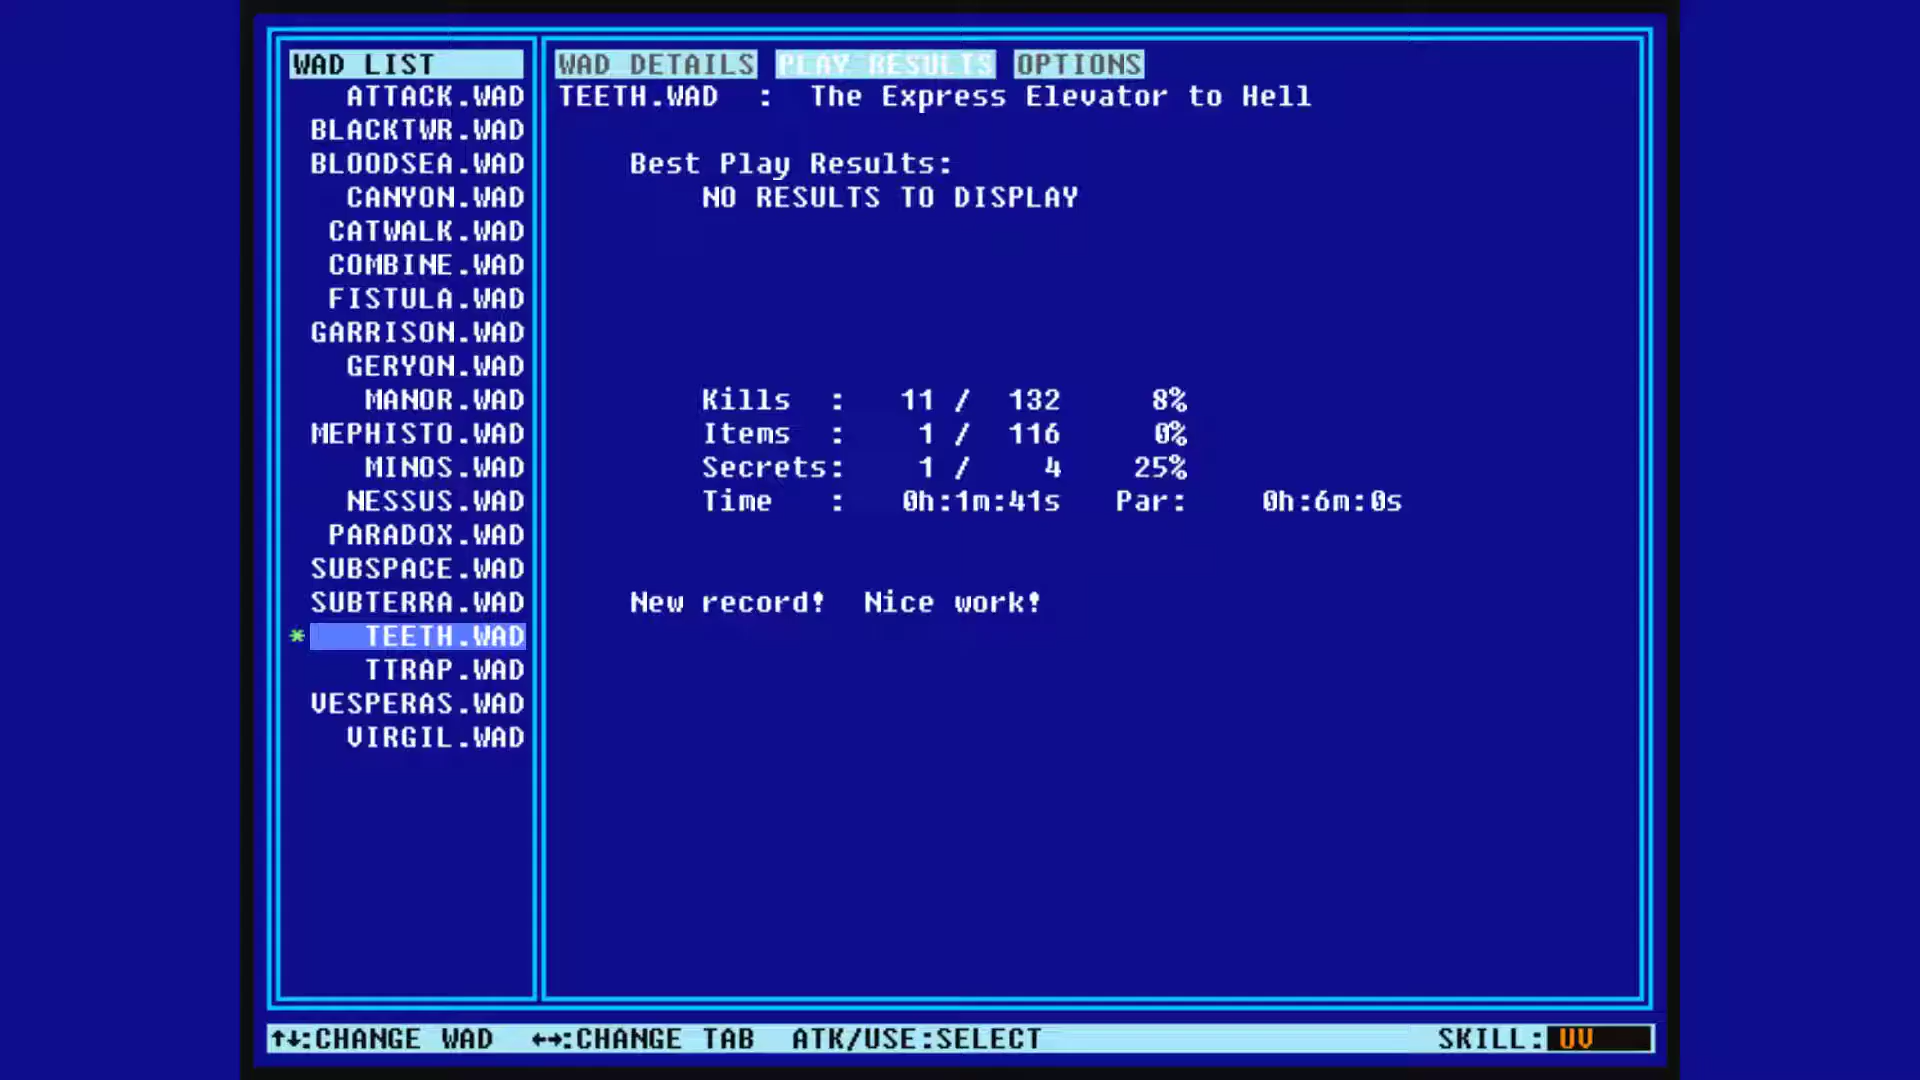 WAD LIST
ATTACK.WAD
BLACKTWR.WAD
BLOODSEA.WAD
CANYON.WAD
CATWALK.WAD
COMBINE.WAD
FISTULA.WAD
GARRISON.WAD
GERYON.WAD
MANOR.WAD
MEPHISTO.WAD
MINOS.WAD
NESSUS.WAD
PARADOX.WAD
SUBSPACE.WAD
SUBTERRA.WAD
* TEETH.WAD
TTRAP.WAD
VESPERAS.WAD
VIRGIL.WAD
WAD DETAILS PLAY RESULTS OPTIONS
TEETH.WAD : The Express Elevator to Hell
Best Play Results:
NO RESULTS TO DISPLAY
Kills : 11 / 132 8%
Items : 1 / 116 0%
Secrets: 1 / 4 25%
Time : 0h:1m:41s Par: 0h:6m:0s
New record! Nice work!
↑↓:CHANGE WAD ↔:CHANGE TAB ATK/USE:SELECT SKILL: UV